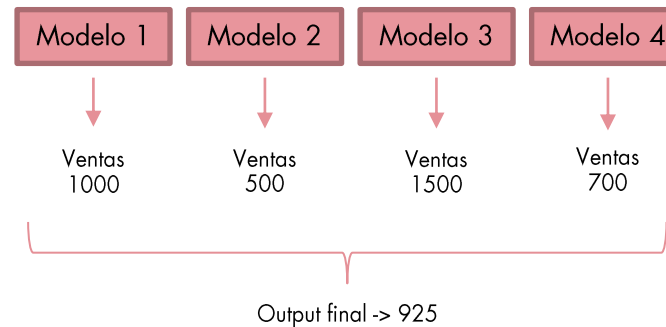 Modelo 1 Modelo 2 Modelo 3 Modelo 4
Ventas Ventas Ventas Ventas
1000 500 1500 700
Output final -> 925